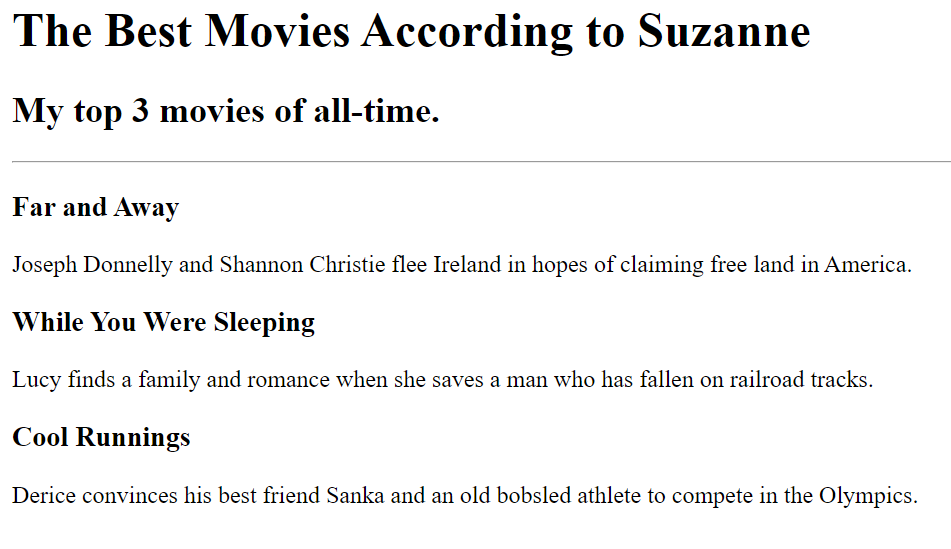 The Best Movies According to Suzanne
My top 3 movies of all-time.
Far and Away
Joseph Donnelly and Shannon Christie flee Ireland in hopes of claiming free land in America.
While You Were Sleeping
Lucy finds a family and romance when she saves a man who has fallen on railroad tracks.
Cool Runnings
Derice convinces his best friend Sanka and an old bobsled athlete to compete in the Olympics.